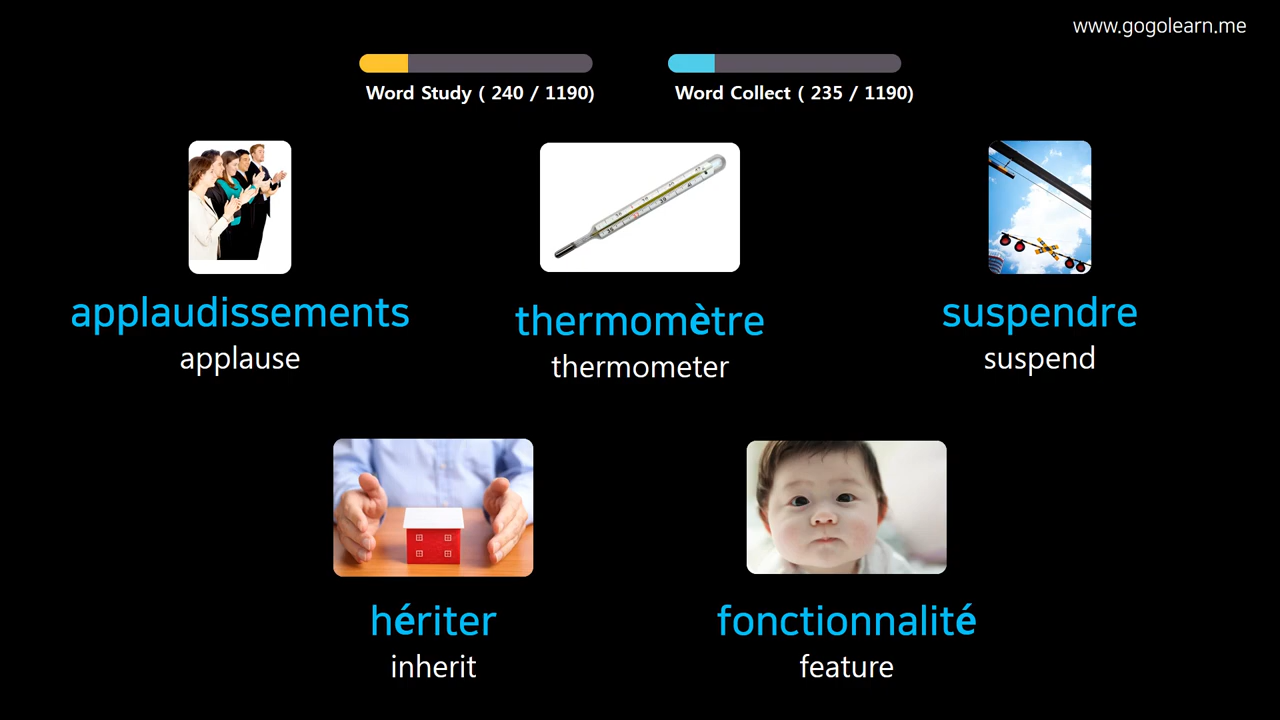 www.gogolearn.me
Word Study ( 240 / 1190)
Word Collect ( 235 / 1190)
applaudissements
applause
thermomètre
thermometer
suspendre
suspend
hériter
inherit
fonctionnalité
feature